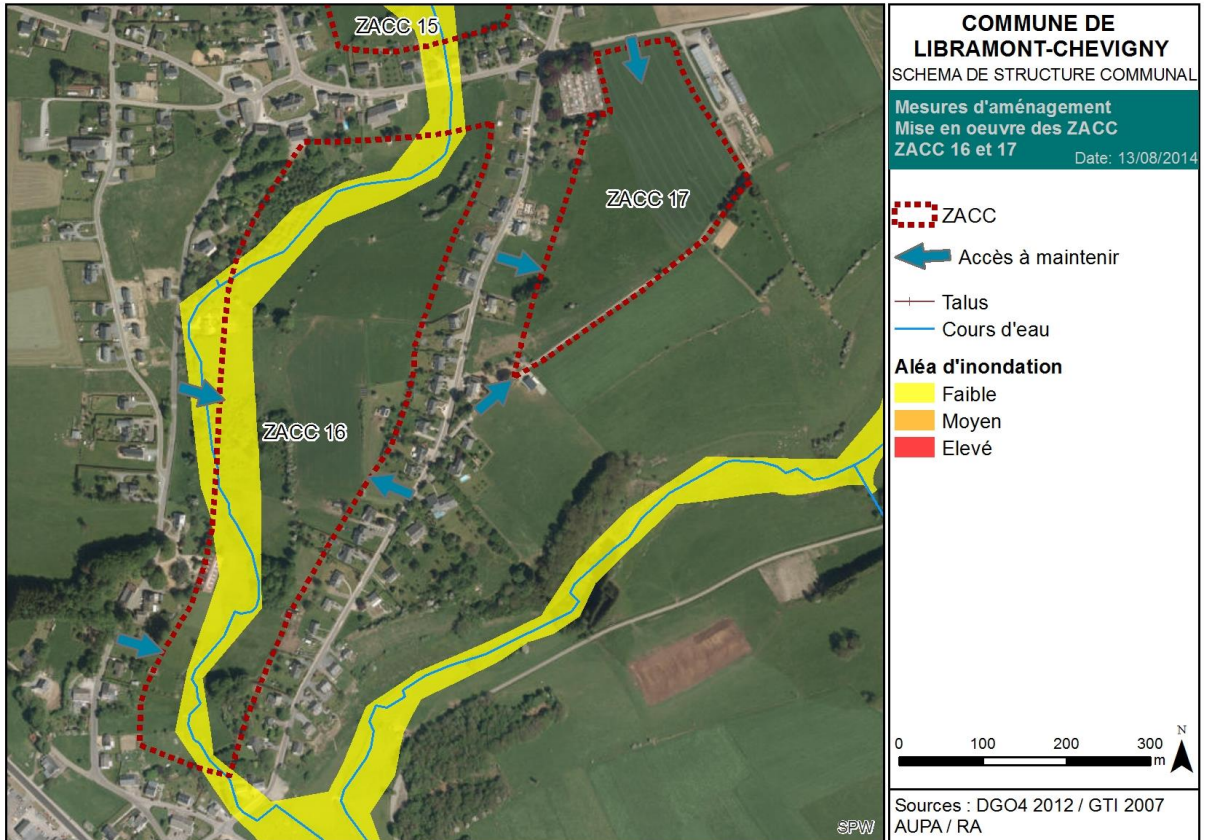 ZACC 15
ZACC 17
ZACC 16
SPW
COMMUNE DE
LIBRAMONT-CHEVIGNY
SCHEMA DE STRUCTURE COMMUNAL
Mesures d'aménagement
Mise en oeuvre des ZACC
ZACC 16 et 17
Date: 13/08/2014
ZACC
Accès à maintenir
Talus
Cours d'eau
Aléa d'inondation
Faible
Moyen
Elevé
N
0 100 200 300
m
Sources : DGO4 2012 / GTI 2007
AUPA / RA